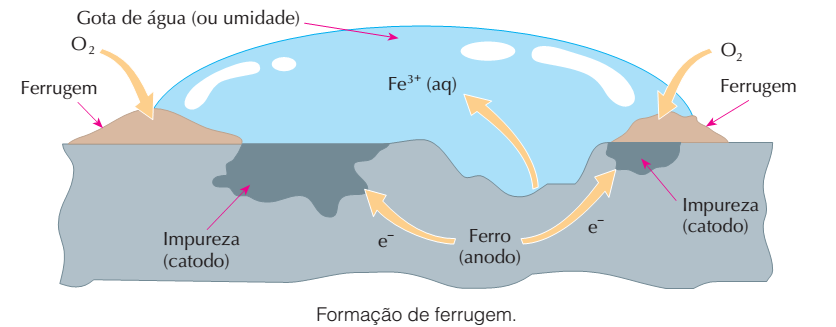 Gota de água (ou umidade)
O₂
O₂
Ferrugem
Fe³⁺ (aq)
Ferrugem
Impureza
(catodo)
e⁻
Ferro
(anodo)
e⁻
Impureza
(catodo)
Formação de ferrugem.